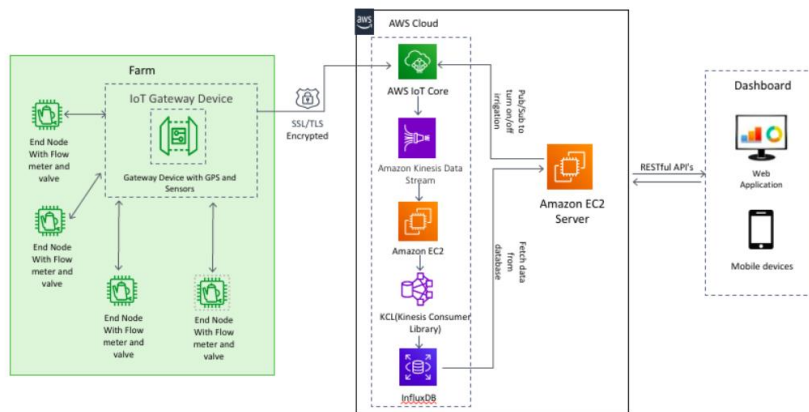 aws
AWS Cloud
Farm
IoT Gateway Device
Gateway Device with GPS and
Sensors
End Node
With Flow
meter and
valve
End Node
With Flow
meter and
valve
End Node
With Flow
meter and
valve
End Node
With Flow
meter and
valve
SSL/TLS
Encrypted
AWS IoT Core
Amazon Kinesis Data
Stream
Amazon EC2
KCL(Kinesis Consumer
Library)
InfluxDB
Pub/Sub to
turn on/off
irrigation
Fetch data
from
database
Amazon EC2
Server
RESTful API's
Dashboard
Web
Application
Mobile devices